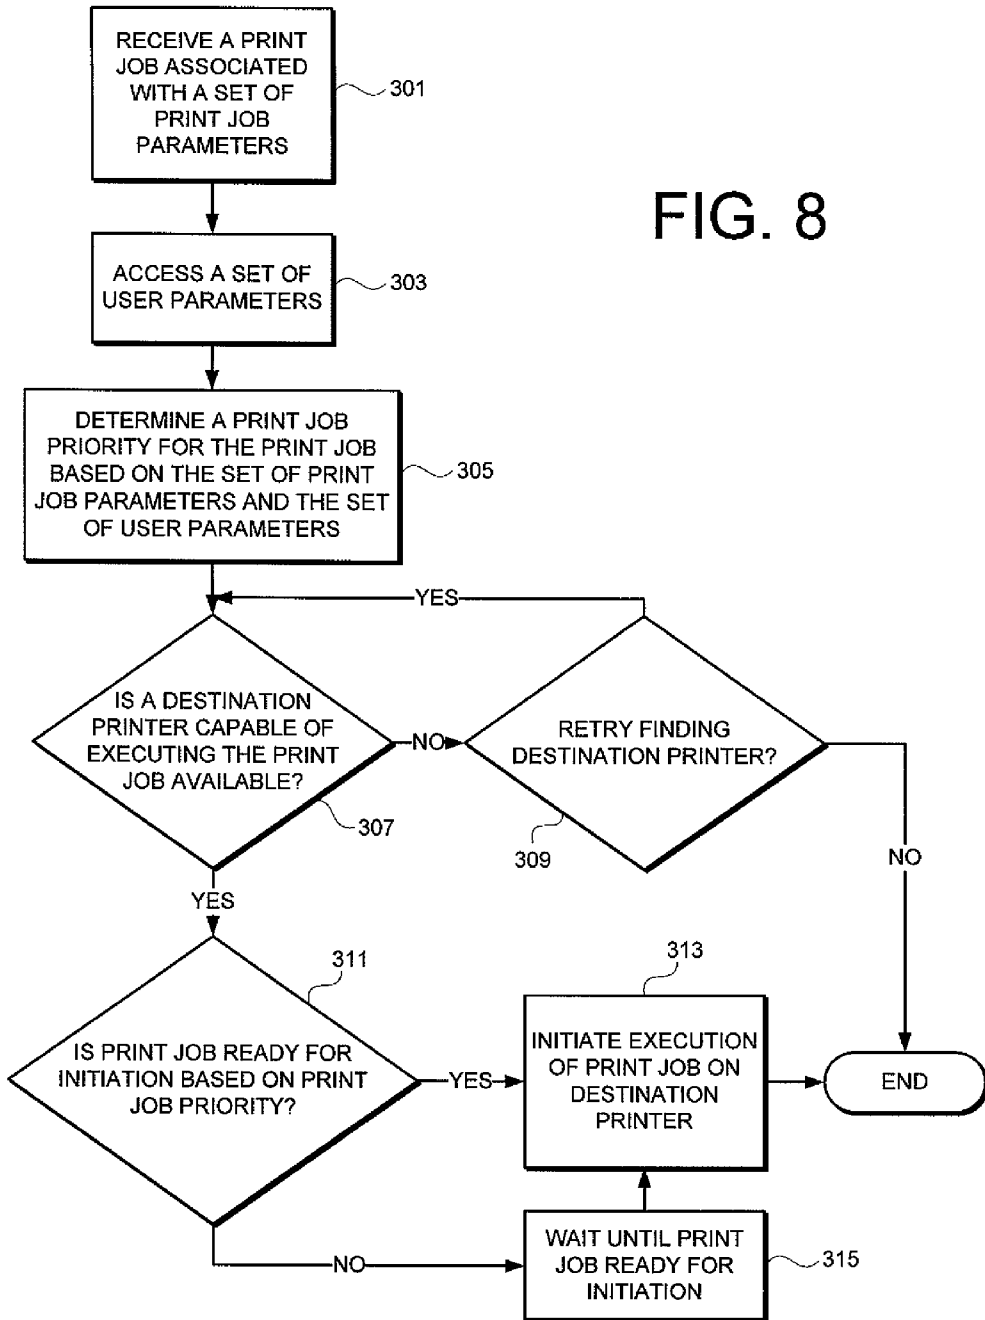 RECEIVE A PRINT
JOB ASSOCIATED
WITH A SET OF
PRINT JOB
PARAMETERS
301
FIG. 8
ACCESS A SET OF
USER PARAMETERS
303
DETERMINE A PRINT JOB
PRIORITY FOR THE PRINT JOB
BASED ON THE SET OF PRINT
JOB PARAMETERS AND THE SET
OF USER PARAMETERS
305
YES
IS A DESTINATION
PRINTER CAPABLE OF
EXECUTING THE PRINT
JOB AVAILABLE?
307
NO
RETRY FINDING
DESTINATION PRINTER?
309
NO
YES
311
IS PRINT JOB READY FOR
INITIATION BASED ON PRINT
JOB PRIORITY?
YES
313
INITIATE EXECUTION
OF PRINT JOB ON
DESTINATION
PRINTER
END
NO
WAIT UNTIL PRINT
JOB READY FOR
INITIATION
315